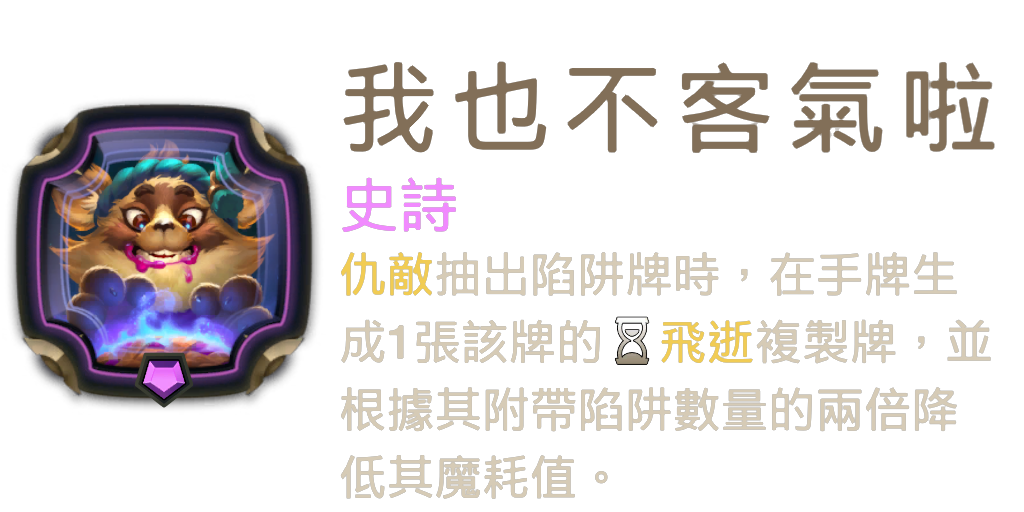 我也不客氣啦
史詩
仇敵抽出陷阱牌時，在手牌生
成1張該牌的飛逝複製牌，並
根據其附帶陷阱數量的兩倍降
低其魔耗值。